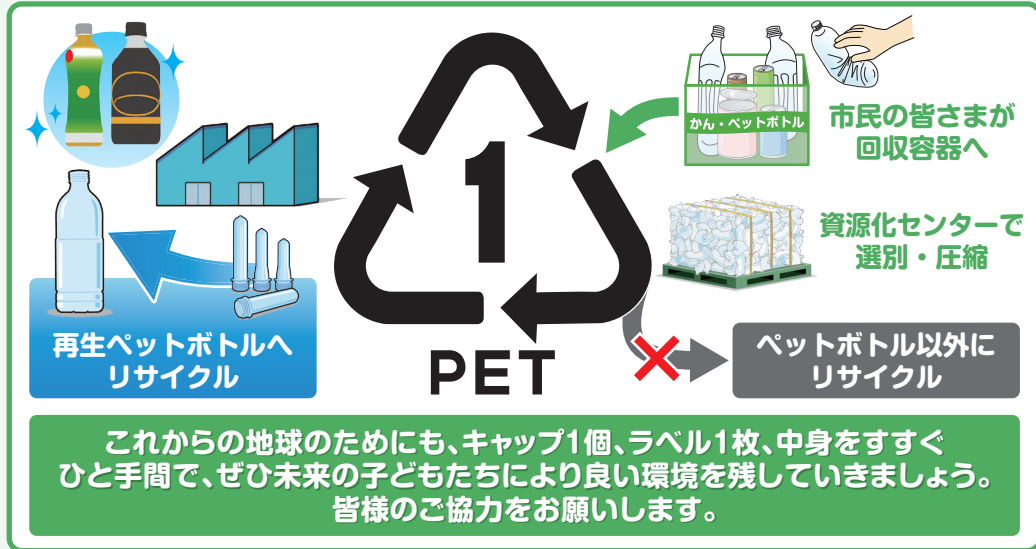 かん・ペットボトル
市民の皆さまが
回収容器へ
資源化センターで
選別・圧縮
1
PET
再生ペットボトルへ
リサイクル
ペットボトル以外に
リサイクル
これからの地球のためにも、キャップ1個、ラベル1枚、中身をすすぐ
ひと手間で、ぜひ未来の子どもたちにより良い環境を残していきましょう。
皆様のご協力をお願いします。